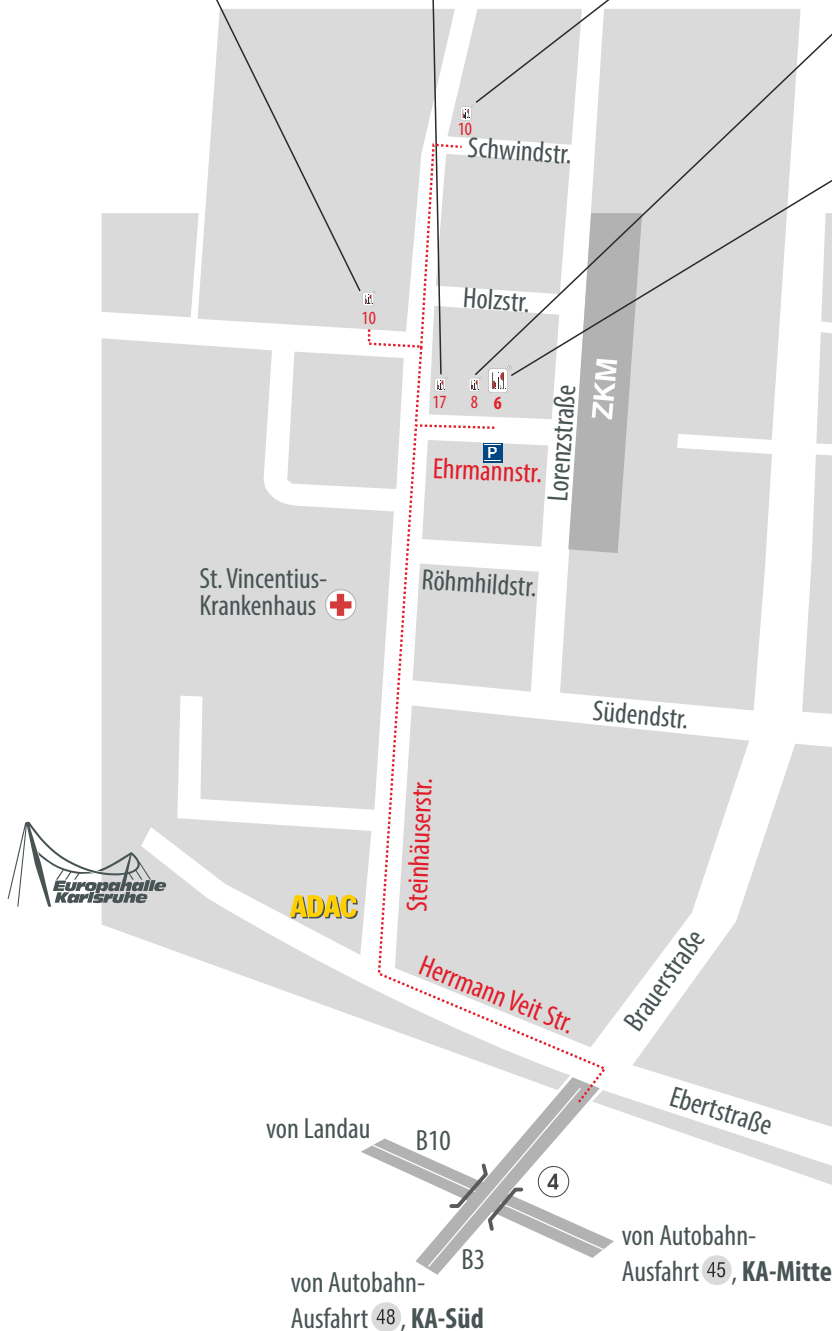 10
Schwindstr.
Holzstr.
10
17
8
6
P
Ehrmannstr.
Lorenzstraße
ZKM
Röhmhildstr.
St. Vincentius-
Krankenhaus
Südendstr.
Steinhäuserstr.
Europahalle
Karlsruhe
ADAC
Herrmann Veit Str.
Brauerstraße
Ebertstraße
von Landau
B10
4
B3
von Autobahn-
Ausfahrt 45, KA-Mitte
von Autobahn-
Ausfahrt 48, KA-Süd